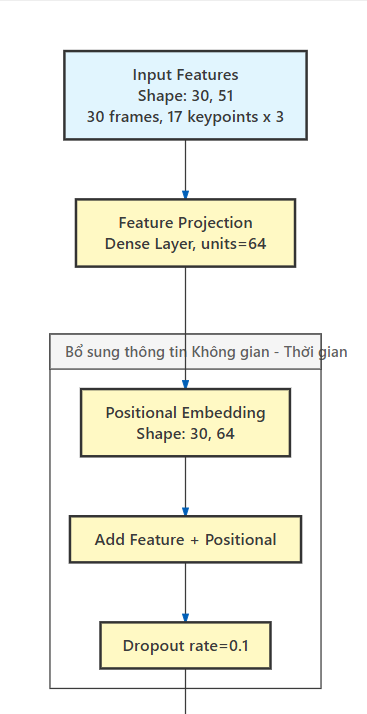 Input Features
Shape: 30, 51
30 frames, 17 keypoints x 3
Feature Projection
Dense Layer, units=64
Bổ sung thông tin Không gian - Thời gian
Positional Embedding
Shape: 30, 64
Add Feature + Positional
Dropout rate=0.1